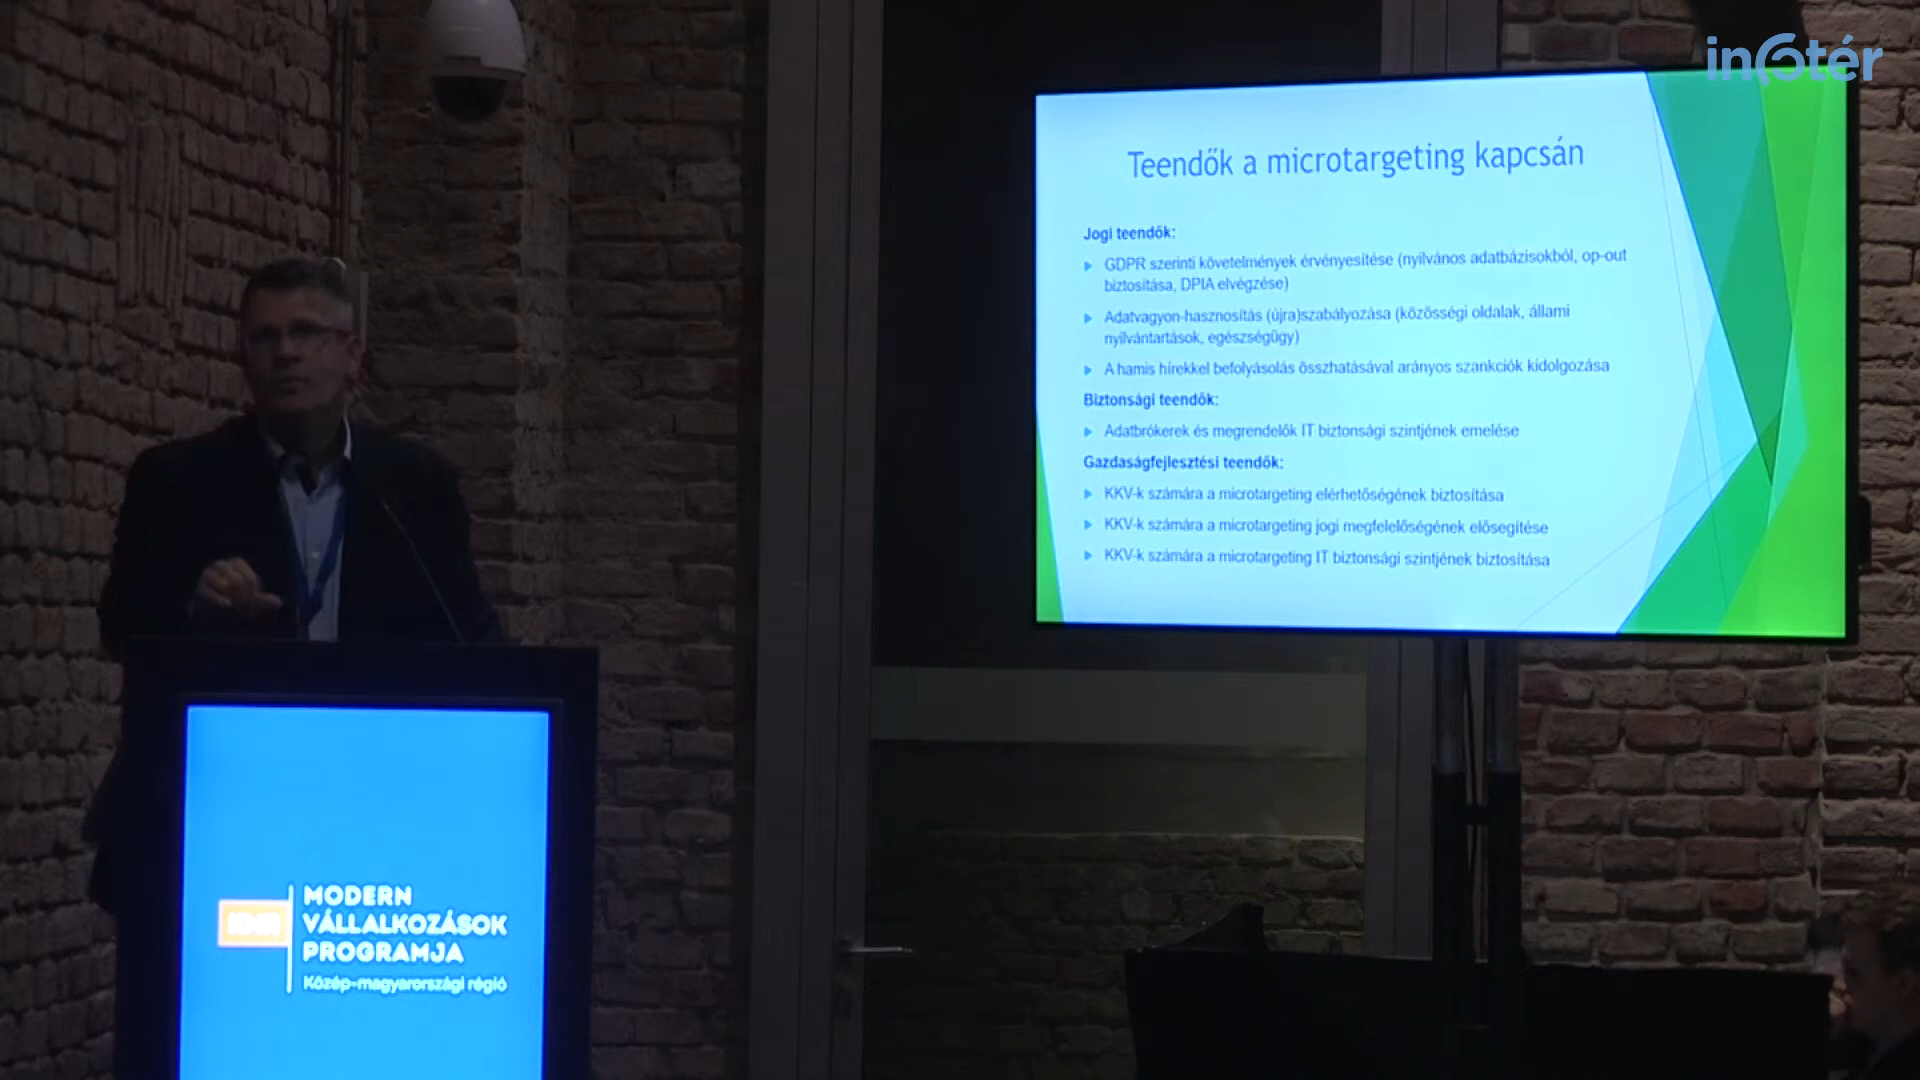 infotér
Teendők a microtargeting kapcsán
Jogi teendők:
GDPR szerinti követelmények érvényesítése (nyilvános adatbázisokból, op-out
biztosítása, DPIA elvégzése)
Adatvagyon-hasznosítás (újra)szabályozása (közösségi oldalak, állami
nyilvántartások, egészségügy)
A hamis hírekkel befolyásolás összhatásával arányos szankciók kidolgozása
Biztonsági teendők:
Adatbrókerek és megrendelők IT biztonsági szintjének emelése
Gazdaságfejlesztési teendők:
KKV-k számára a microtargeting elérhetőségének biztosítása
KKV-k számára a microtargeting jogi megfelelőségének elősegítése
KKV-k számára a microtargeting IT biztonsági szintjének biztosítása
MODERN
VÁLLALKOZÁSOK
PROGRAMJA
Közép-magyarországi régió